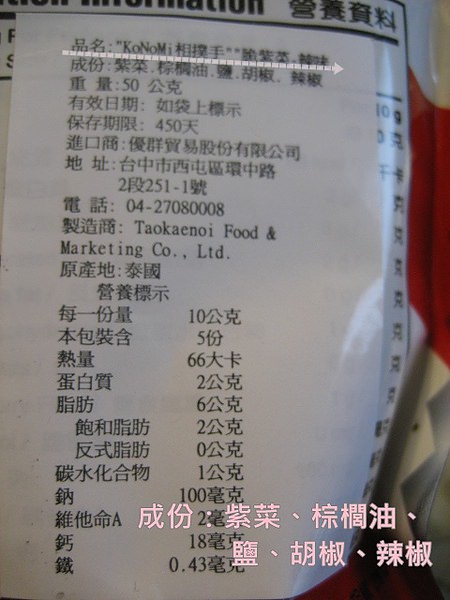 Information 營養資料
品名:"KoNoMi相撲手""脆紫菜.辣味
成份:紫菜.棕櫚油.鹽.胡椒.辣椒
重 量:50 公克
有效日期: 如袋上標示
保存期限: 450天
進口商:優群貿易股份有限公司
地 址:台中市西屯區環中路
2段251-1號
電 話: 04-27080008
製造商: Taokaenoi Food &
Marketing Co., Ltd.
原產地:泰國
營養標示
每一份量 10公克
本包裝含 5份
熱量 66大卡
蛋白質 2公克
脂肪 6公克
飽和脂肪 2公克
反式脂肪 0公克
碳水化合物 1公克
鈉 100毫克
維他命A
鈣 18毫克
鐵 0.43毫克
成份：紫菜、棕櫚油、
鹽、胡椒、辣椒